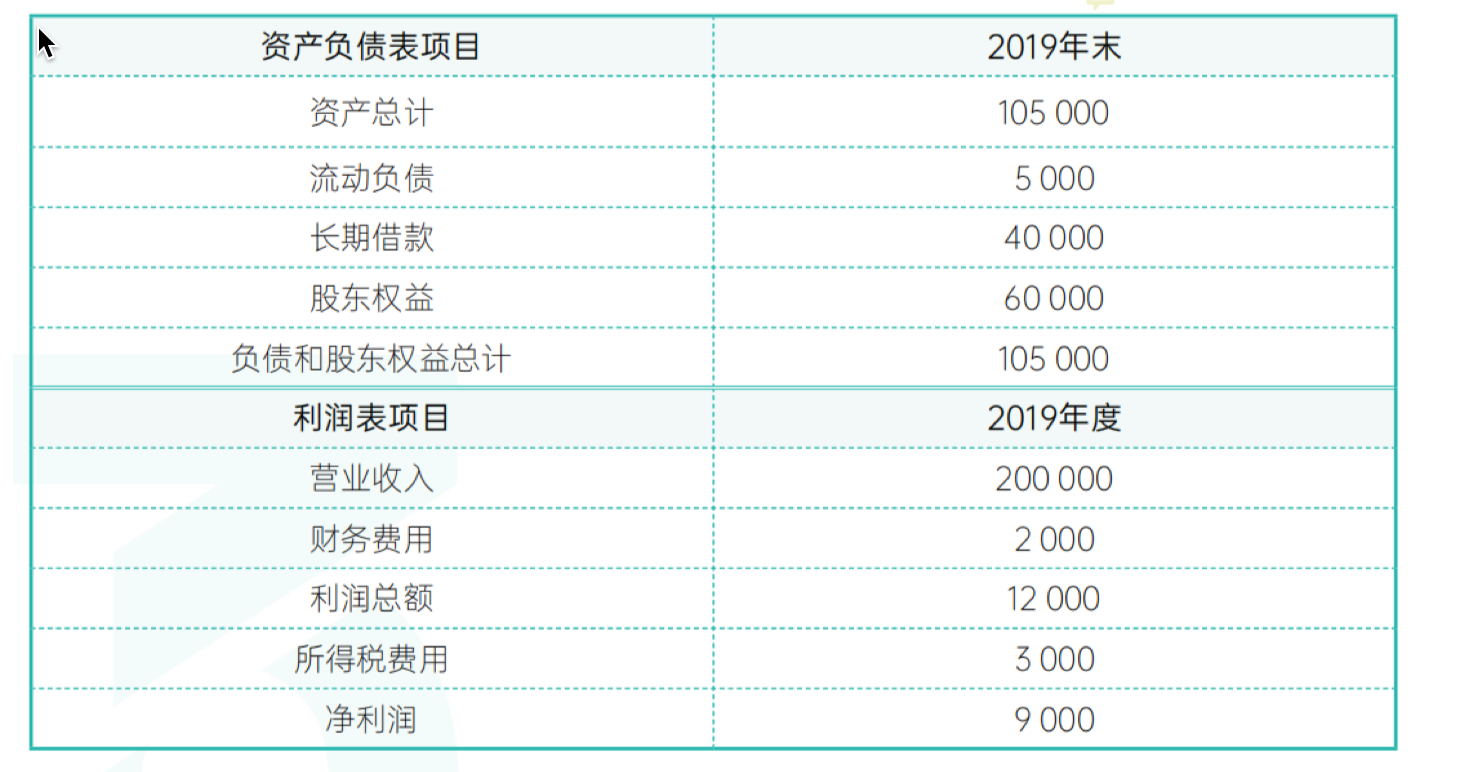 资产负债表项目 2019年末
资产总计 105 000
流动负债 5 000
长期借款 40 000
股东权益 60 000
负债和股东权益总计 105 000
利润表项目 2019年度
营业收入 200 000
财务费用 2 000
利润总额 12 000
所得税费用 3 000
净利润 9 000